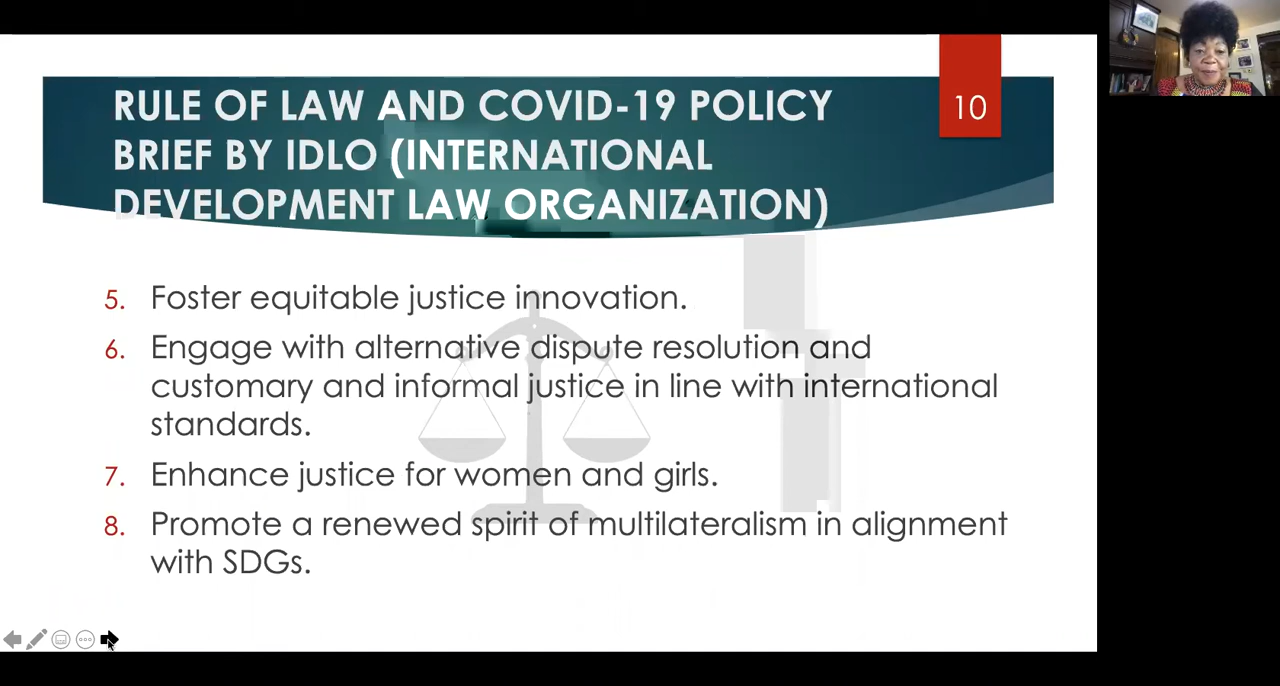 RULE OF LAW AND COVID-19 POLICY
BRIEF BY IDLO (INTERNATIONAL
DEVELOPMENT LAW ORGANIZATION)
10
5. Foster equitable justice innovation.
6. Engage with alternative dispute resolution and
customary and informal justice in line with international
standards.
7. Enhance justice for women and girls.
8. Promote a renewed spirit of multilateralism in alignment
with SDGs.